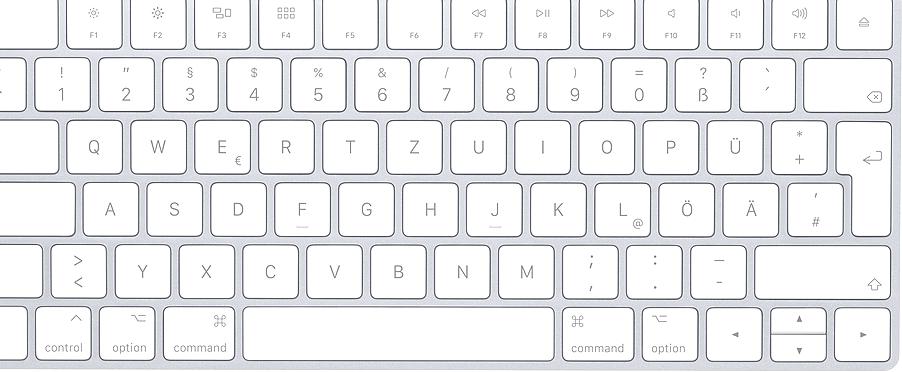 F1 F2 F3 F4 F5 F6 F7 F8 F9 F10 F11 F12
! " § $ % & / ( ) = ? `
1 2 3 4 5 6 7 8 9 0 ß ´
Q W E € R T Z U I O P Ü * +
A S D F G H J K L @ Ö Ä ' #
> < Y X C V B N M ; , : . _ -
control option command command option